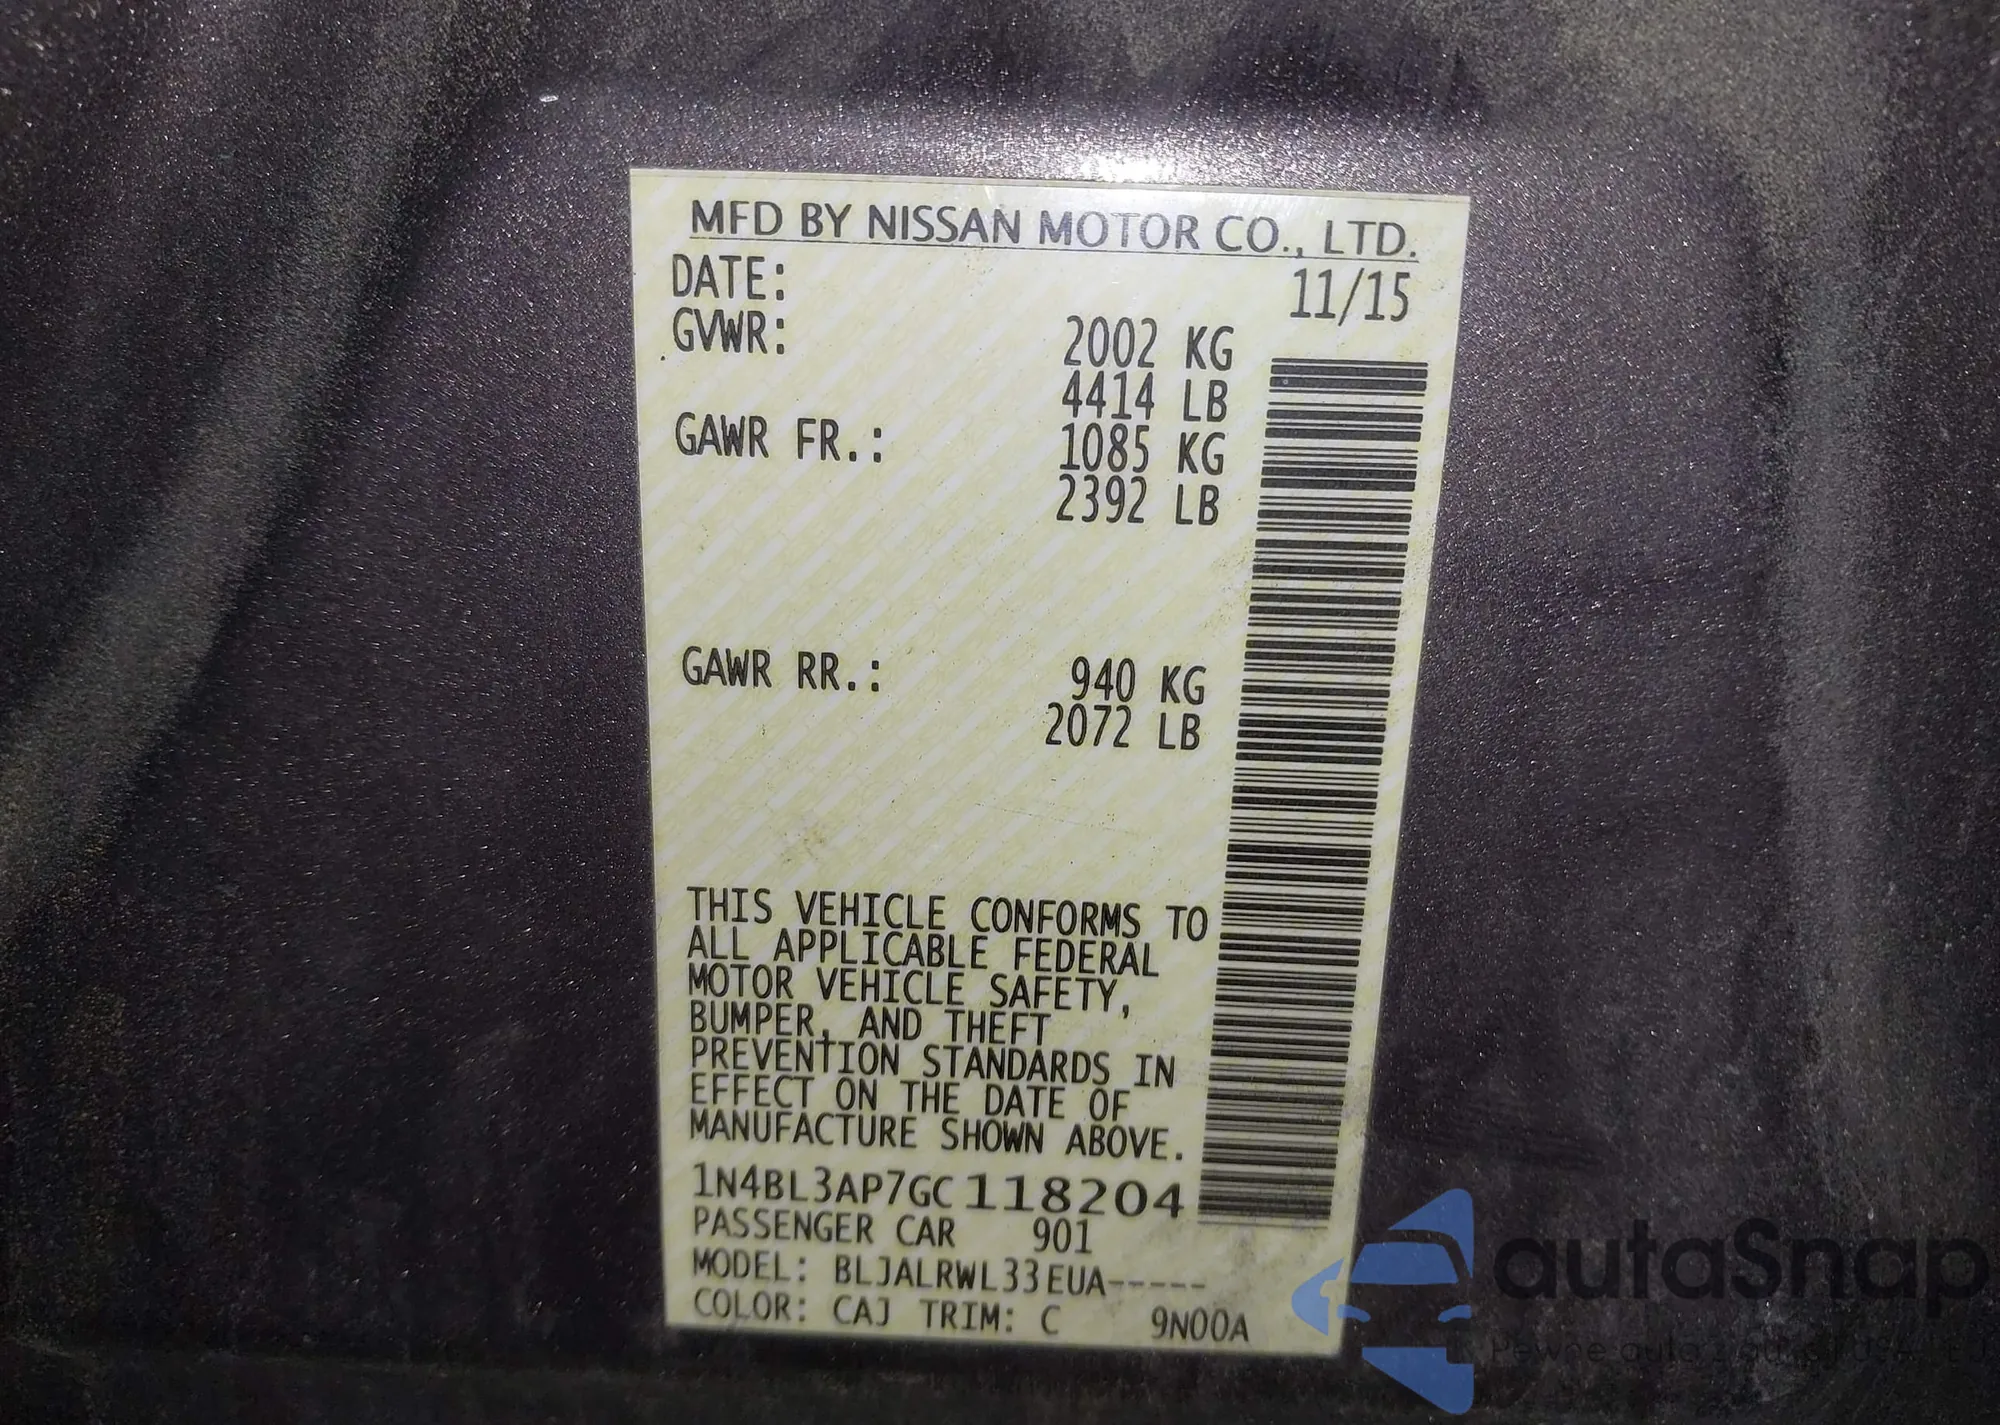 MFD BY NISSAN MOTOR CO., LTD.
DATE: 11/15
GVWR: 2002 KG
4414 LB
GAWR FR.: 1085 KG
2392 LB
GAWR RR.: 940 KG
2072 LB
THIS VEHICLE CONFORMS TO
ALL APPLICABLE FEDERAL
MOTOR VEHICLE SAFETY,
BUMPER, AND THEFT
PREVENTION STANDARDS IN
EFFECT ON THE DATE OF
MANUFACTURE SHOWN ABOVE.
1N4BL3AP7GC118204
PASSENGER CAR 901
MODEL: BLJALRWL33EUA-----
COLOR: CAJ TRIM: C 9N00A
autaSnap
Pewne auto z